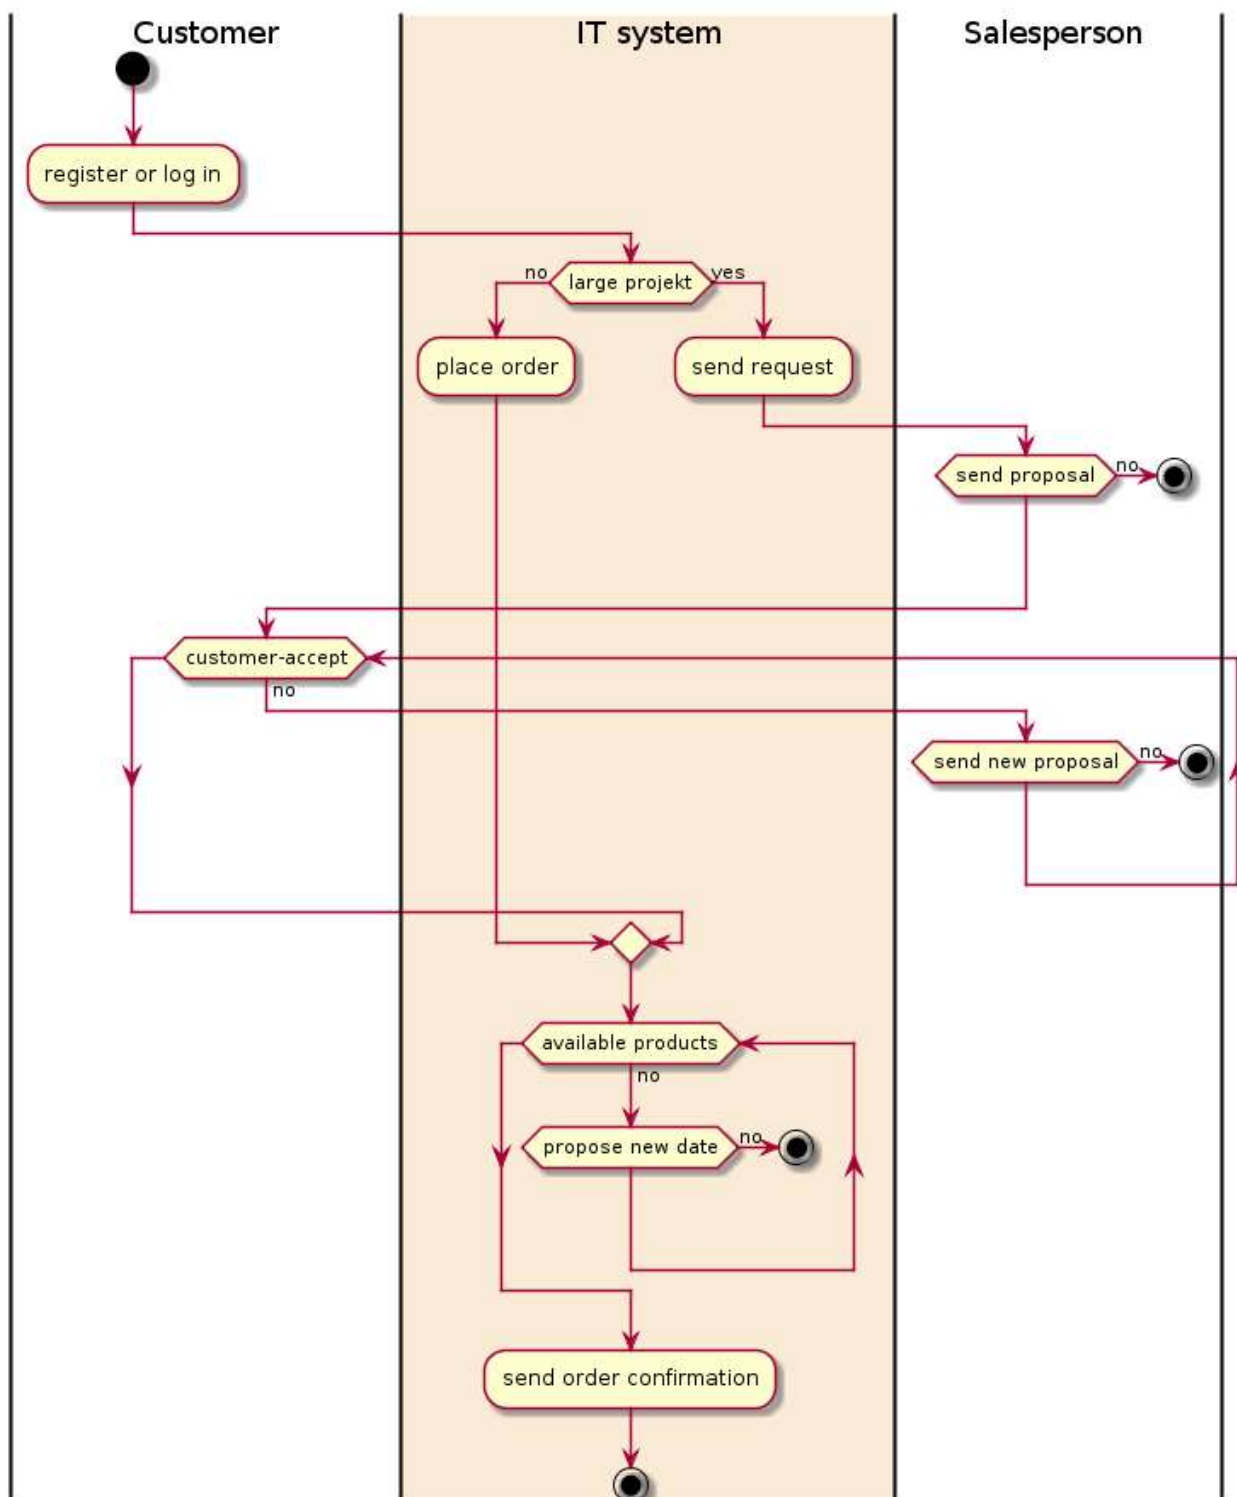 Customer
IT system
Salesperson
register or log in
no
large projekt
yes
place order
send request
send proposal
no
customer-accept
no
send new proposal
no
available products
no
propose new date
no
send order confirmation